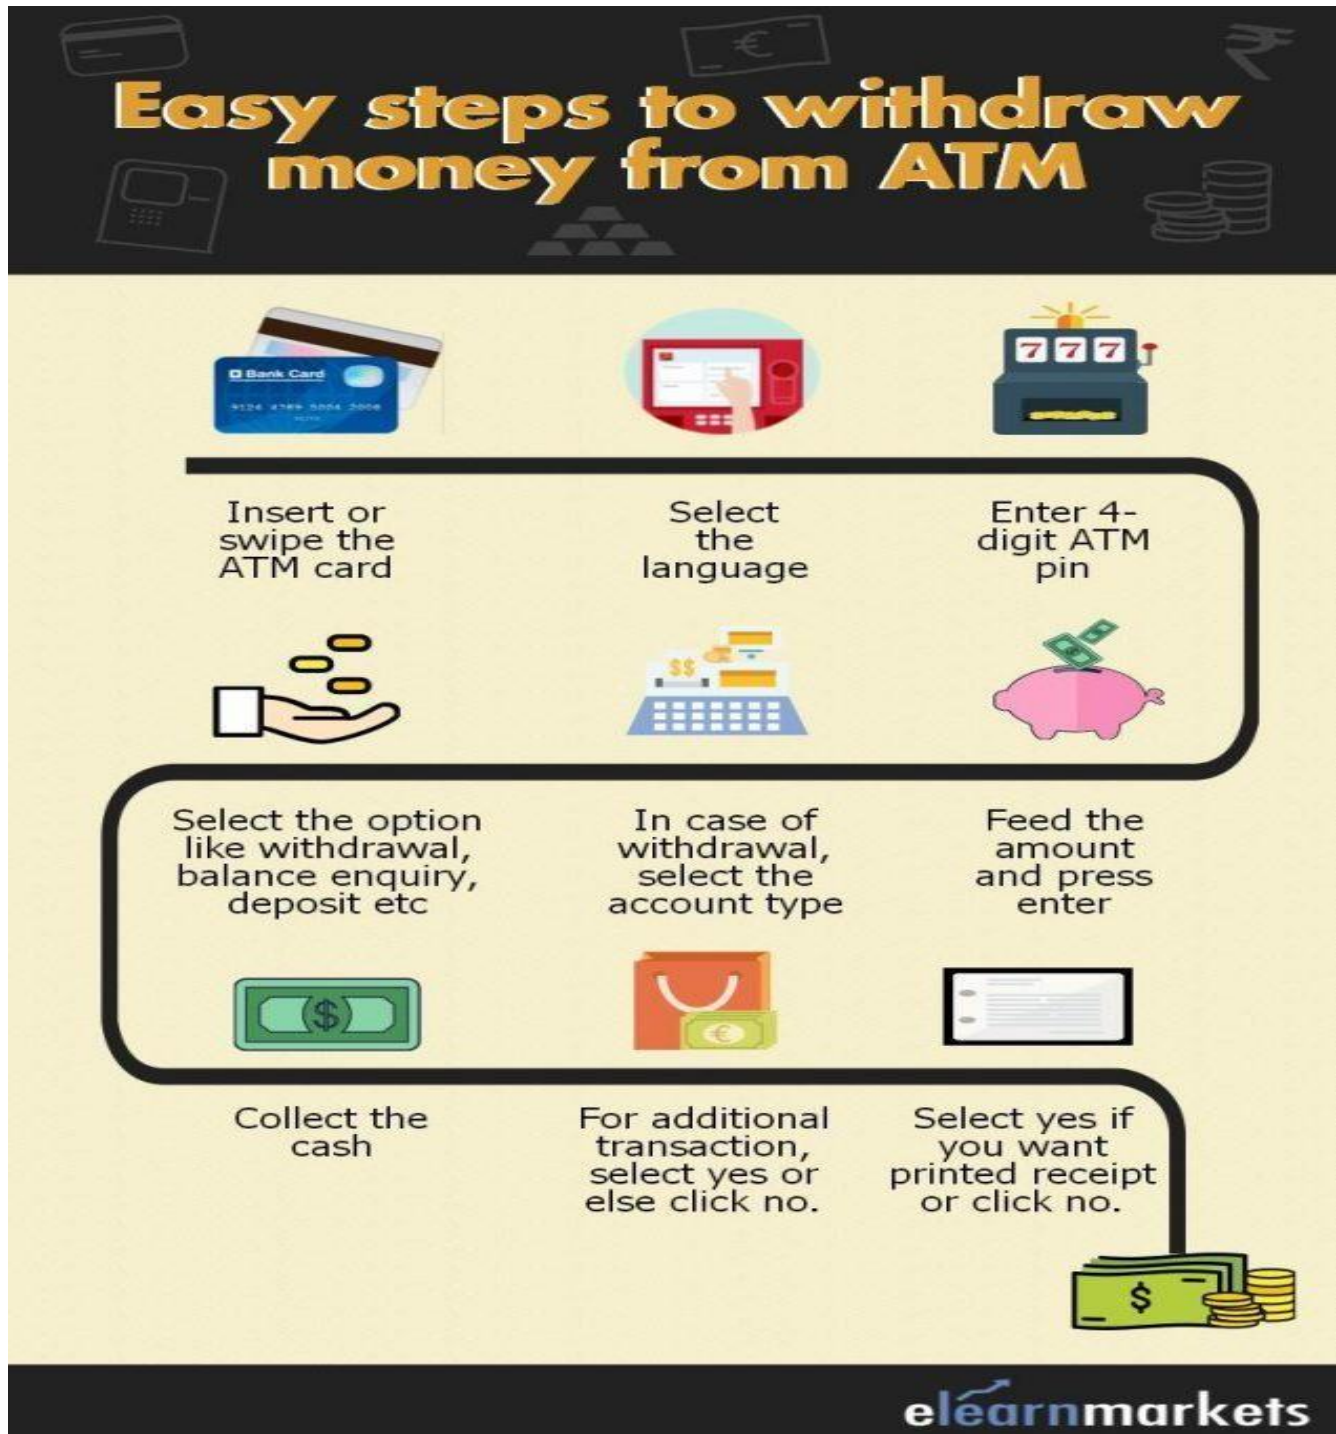 Easy steps to withdraw
money from ATM
Bank Card
7 7 7
Insert or
swipe the
ATM card
Select
the
language
Enter 4-
digit ATM
pin
$$
Select the option
like withdrawal,
balance enquiry,
deposit etc
In case of
withdrawal,
select the
account type
Feed the
amount
and press
enter
$
€
Collect the
cash
For additional
transaction,
select yes or
else click no.
Select yes if
you want
printed receipt
or click no.
$
elearnmarkets